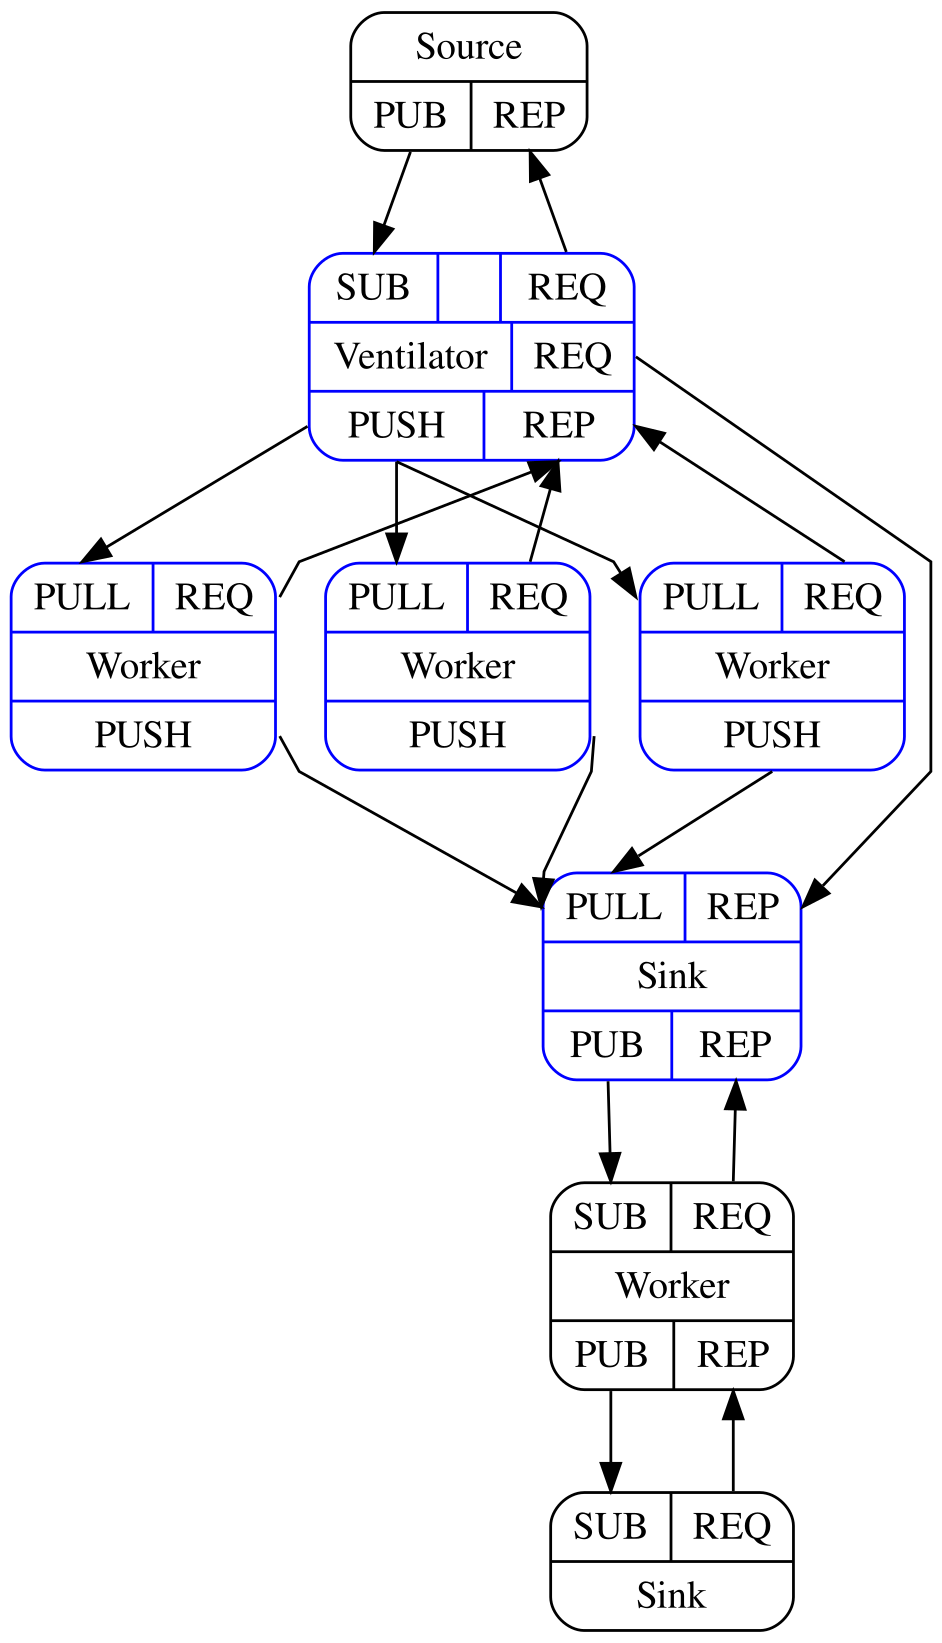 Source
PUB REP
SUB REQ
Ventilator REQ
PUSH REP
PULL REQ PULL REQ PULL REQ
Worker Worker Worker
PUSH PUSH PUSH
PULL REP
Sink
PUB REP
SUB REQ
Worker
PUB REP
SUB REQ
Sink